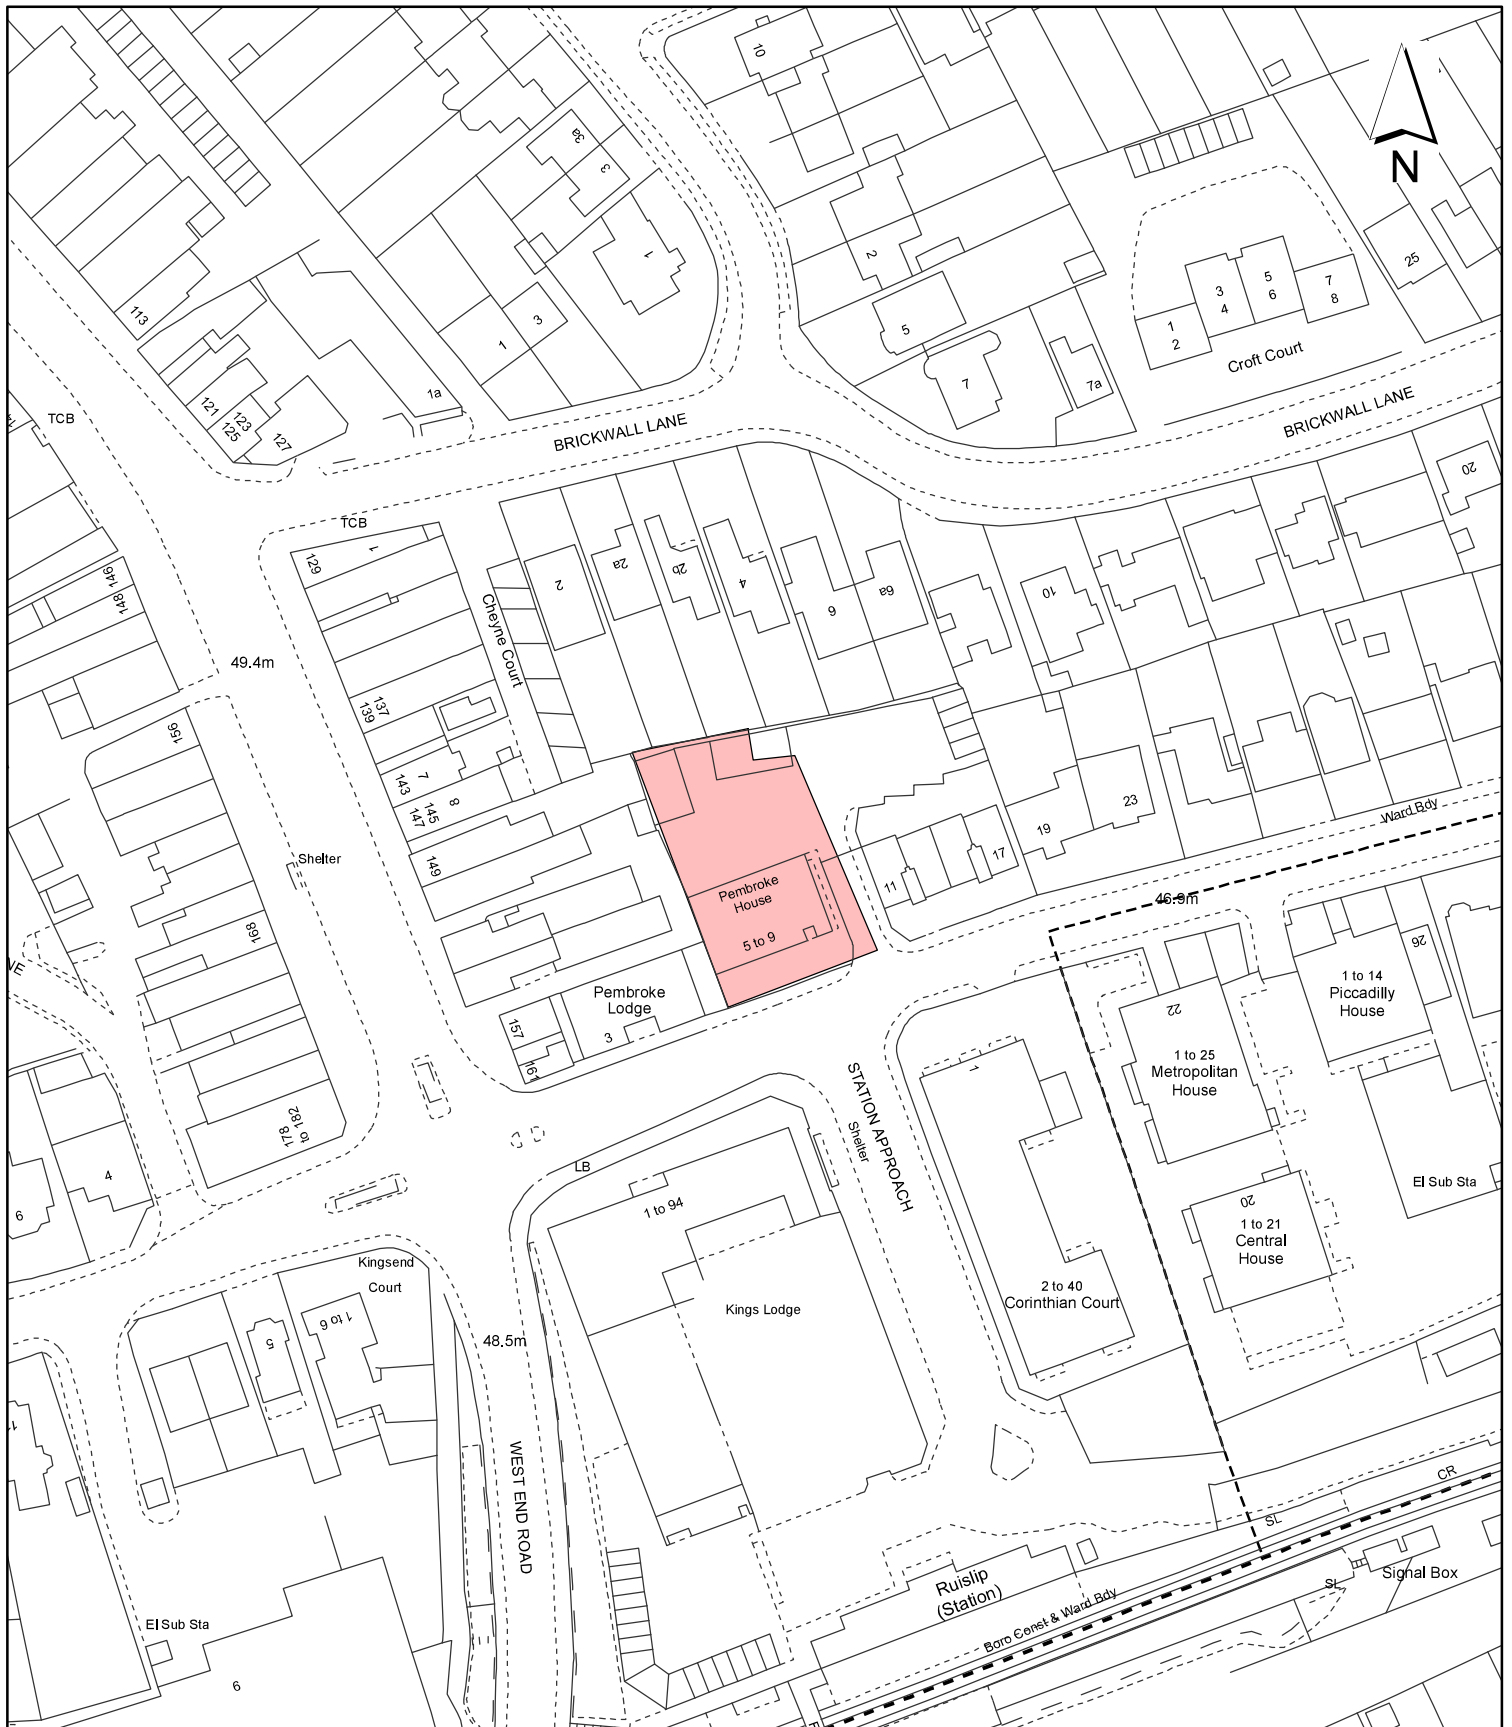 10
N
3a
3
1
2
25
3
4
5
6
7
8
1
2
Croft Court
113
3
1
5
7
7a
1a
TCB
121
123
125
127
BRICKWALL LANE
BRICKWALL LANE
20
TCB
129
1
146
148
2
2a
2b
4
6
6a
10
Cheyne Court
49.4m
137
139
156
143
7
8
145
147
149
Shelter
168
Pembroke
House
5 to 9
11
17
19
23
Ward Bdy
46.9m
Pembroke
Lodge
3
157
161
22
1 to 25
Metropolitan
House
1 to 14
Piccadilly
House
26
178
to 182
STATION APPROACH
Shelter
1
4
6
LB
1 to 94
El Sub Sta
20
1 to 21
Central
House
Kingsend
Court
5
1 to 6
48.5m
Kings Lodge
2 to 40
Corinthian Court
WEST END ROAD
CR
SL
SL
Signal Box
Ruislip
(Station)
Boro Const & Ward Bdy
El Sub Sta
6